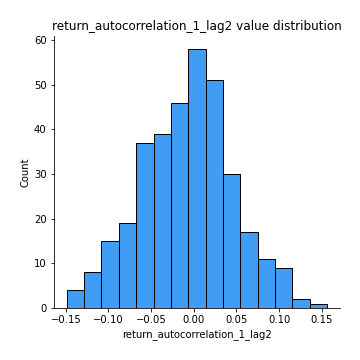 return_autocorrelation_1_lag2 value distribution
60
50
40
30
20
10
0
Count
−0.15 −0.10 −0.05 0.00 0.05 0.10 0.15
return_autocorrelation_1_lag2